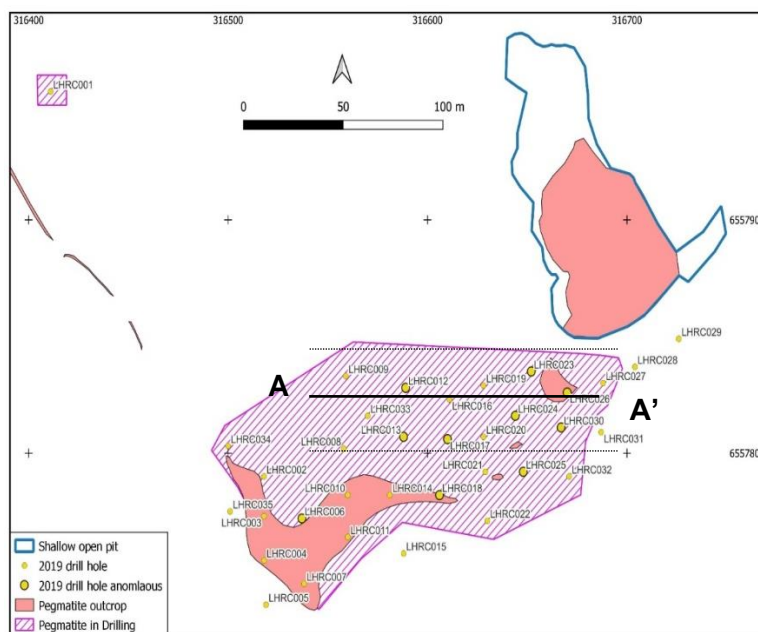 316400 316500 316600 316700
LHRC001
0 50 100 m
655790
LHRC029
LHRC023
LHRC028
A LHRC009 LHRC012 LHRC019 LHRC027
LHRC016 LHRC026 A’
LHRC033 LHRC024
LHRC013 LHRC020 LHRC030
LHRC034 LHRC008 LHRC017 LHRC031
655780
LHRC002 LHRC021 LHRC025 LHRC032
LHRC010 LHRC014 LHRC018
LHRC035
LHRC003 LHRC006 LHRC022
LHRC011
LHRC004 LHRC015
LHRC007
LHRC005
Shallow open pit
2019 drill hole
2019 drill hole anomlaous
Pegmatite outcrop
Pegmatite in Drilling